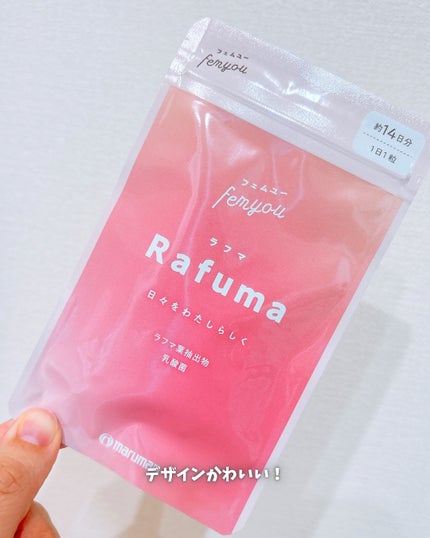 フェムユー
femyou
約14日分
1日1粒
フェムユー
femyou
ラフマ
Rafuma
日々をわたしらしく
ラフマ葉抽出物
乳酸菌
maruman
デザインかわいい！